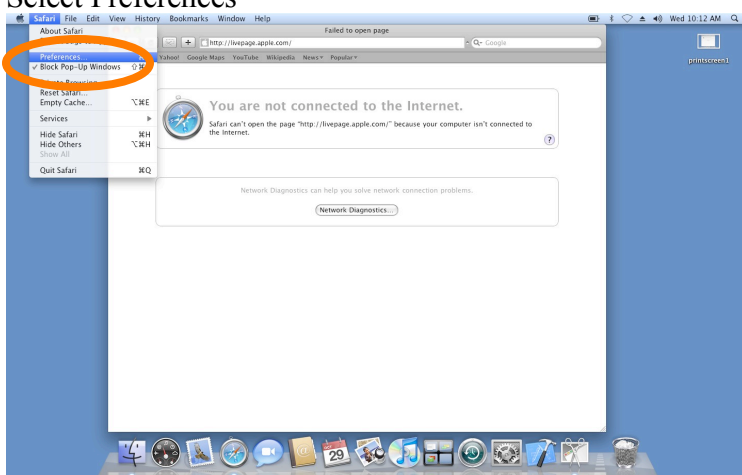 Select Preferences
Safari File Edit View History Bookmarks Window Help
Wed 10:12 AM
Failed to open page
http://livepage.apple.com/
Q- Google
Yahoo! Google Maps YouTube Wikipedia News Popular
About Safari
Preferences...
✓ Block Pop-Up Windows ⇧⌘
Reset Safari...
Empty Cache... ⌥⌘E
Services
Hide Safari ⌘H
Hide Others ⌥⌘H
Show All
Quit Safari ⌘Q
printscreen1
You are not connected to the Internet.
Safari can't open the page "http://livepage.apple.com/" because your computer isn't connected to
the Internet.
?
Network Diagnostics can help you solve network connection problems.
Network Diagnostics...
29